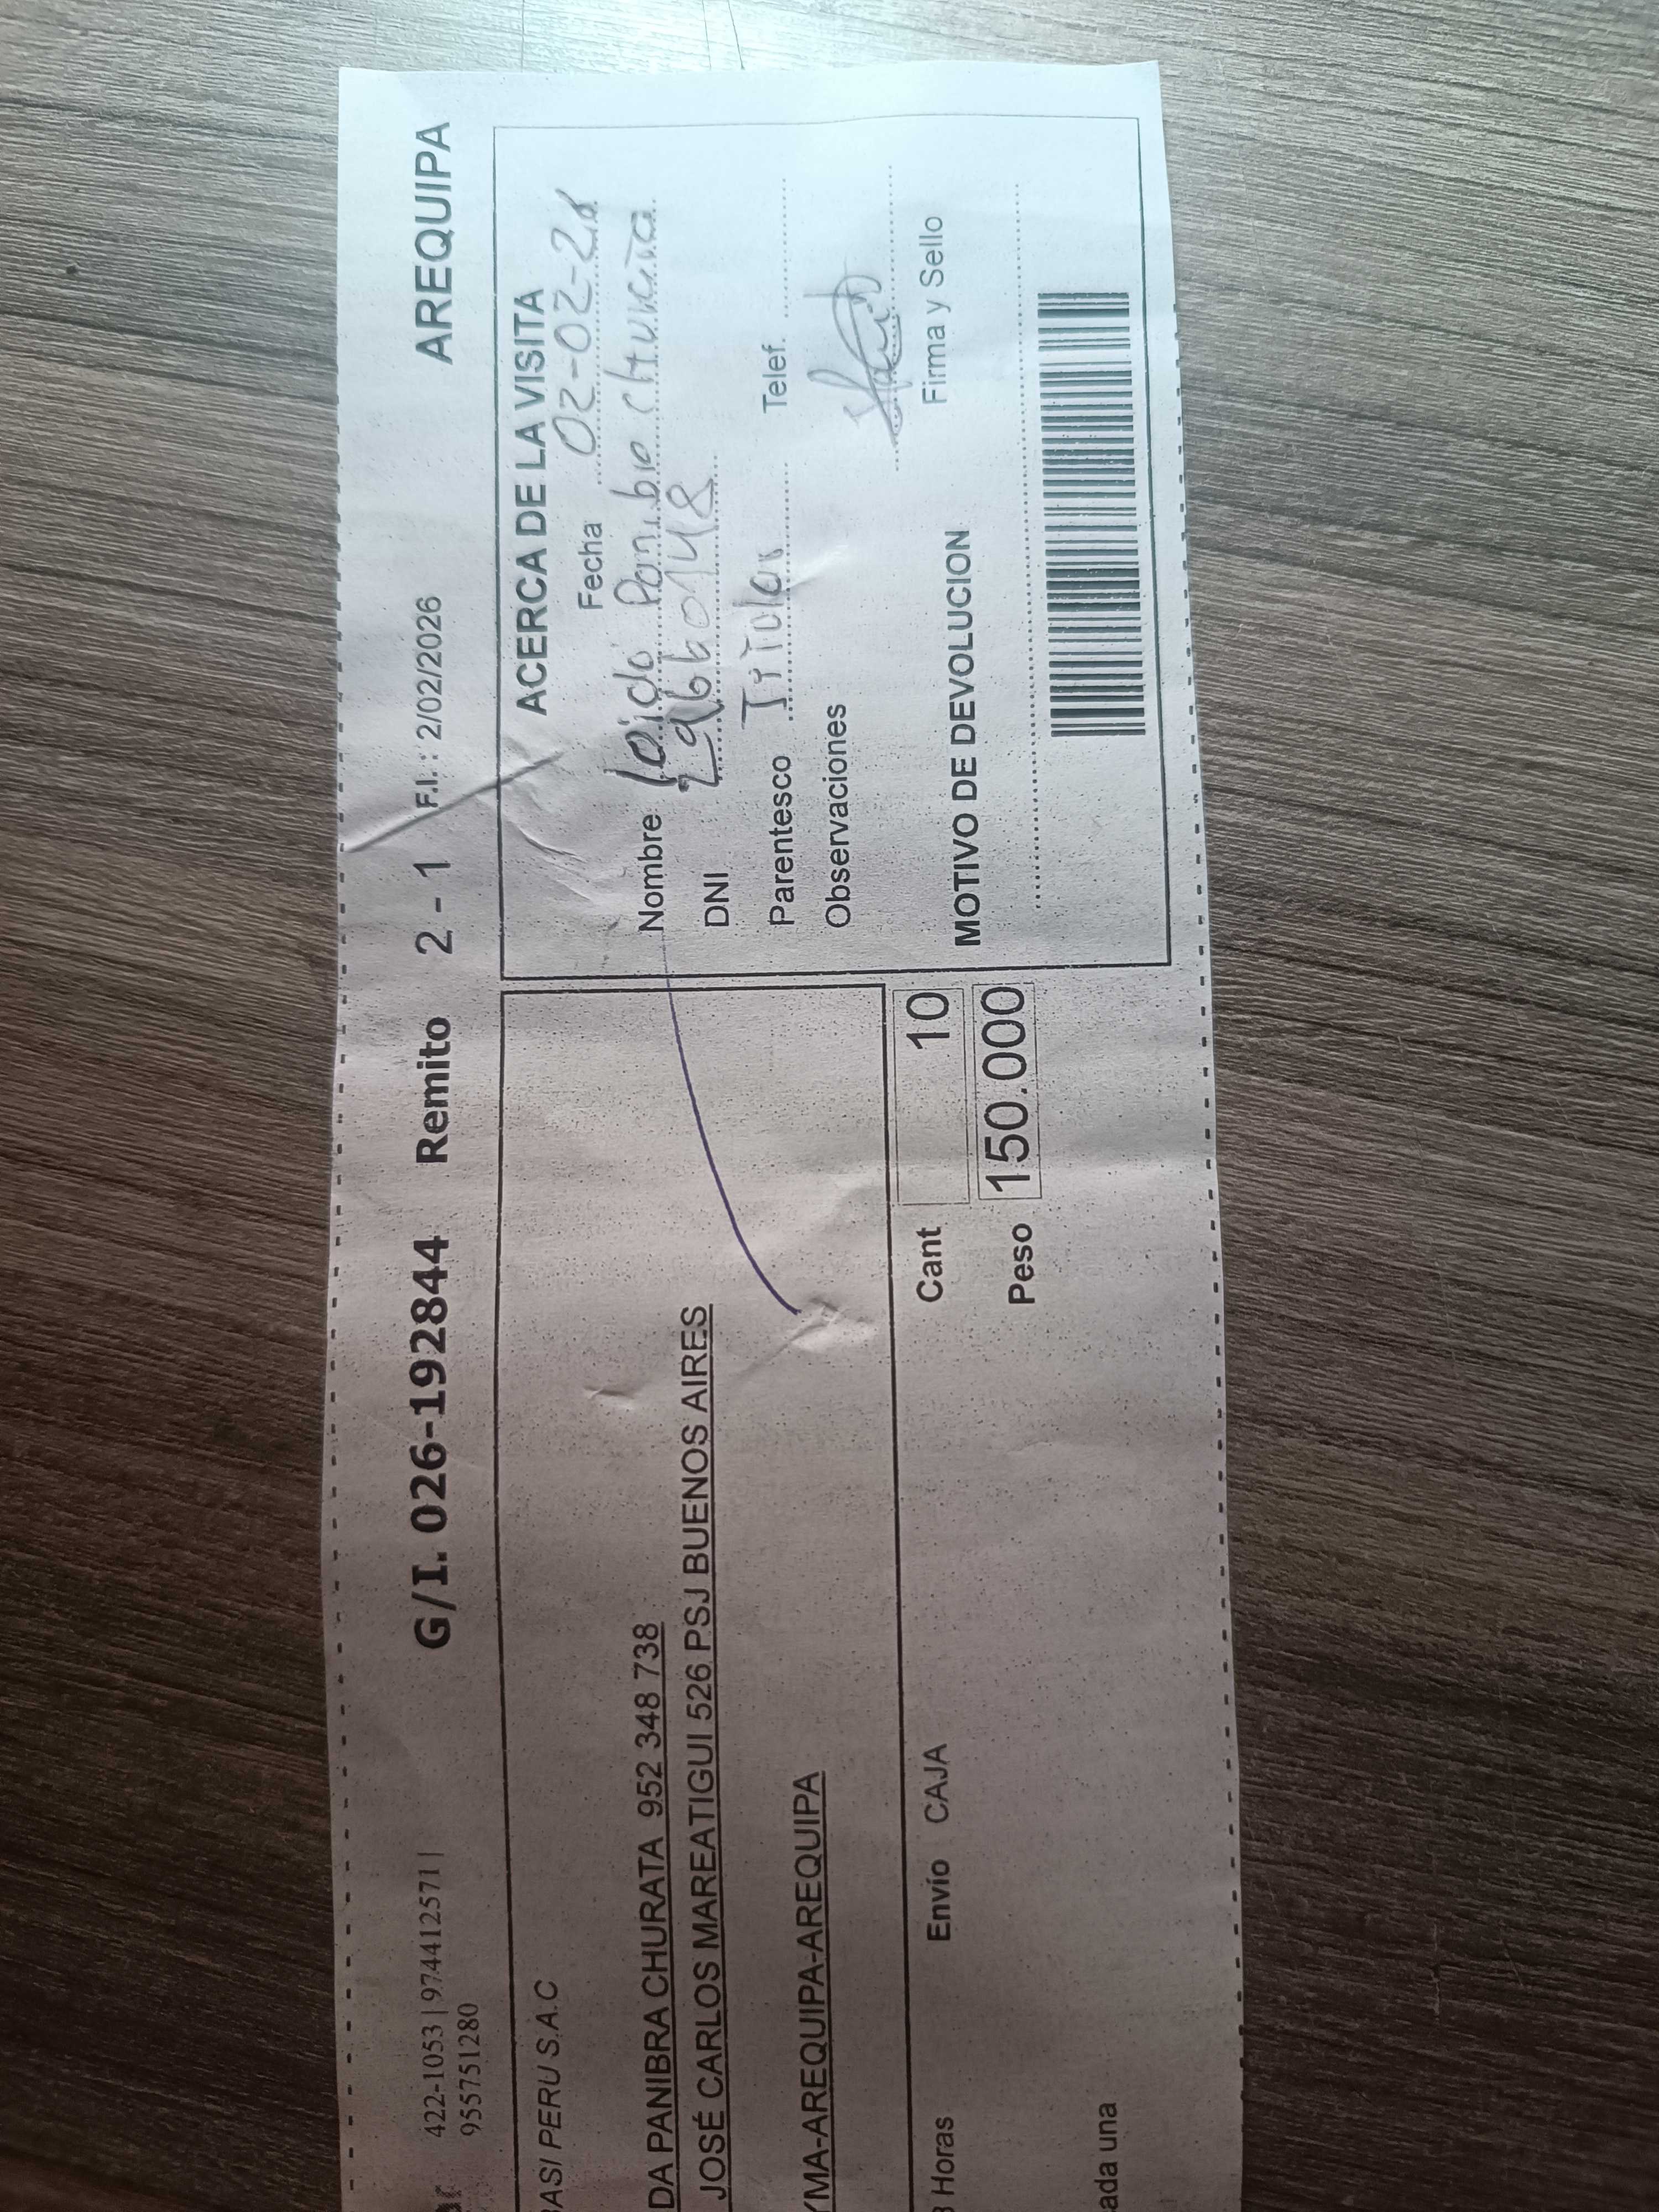 422-1053 | 974412571 | G/I. 026-192844 Remito 2 - 1 F.I. : 2/02/2026 AREQUIPA
955751280
BASI PERU S.A.C
DA PANIBRA CHURATA 952 348 738
JOSÉ CARLOS MAREATIGUI 526 PSJ BUENOS AIRES
YMA-AREQUIPA-AREQUIPA
Horas Envío CAJA Cant 10
Peso 150.000
ada una
ACERCA DE LA VISITA
Fecha 02-02-26
Nombre
DNI 29660148
Parentesco Titular Telef.
Observaciones
Firma y Sello
MOTIVO DE DEVOLUCION